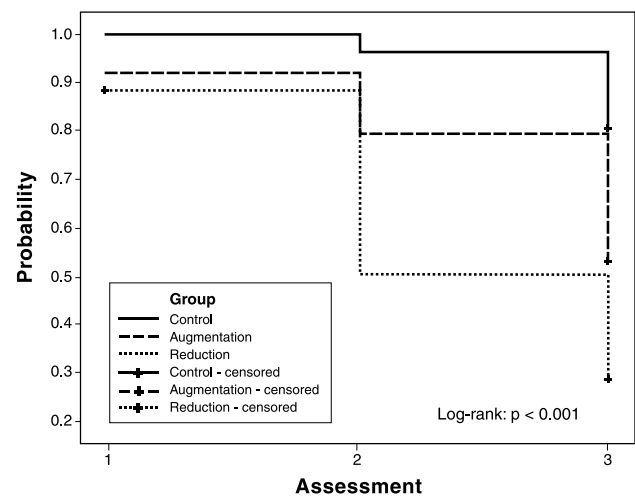 1.0
0.9
0.8
0.7
0.6
0.5
0.4
0.3
0.2
Probability
Group
Control
Augmentation
Reduction
Control - censored
Augmentation - censored
Reduction - censored
Log-rank: p < 0.001
1 2 3
Assessment